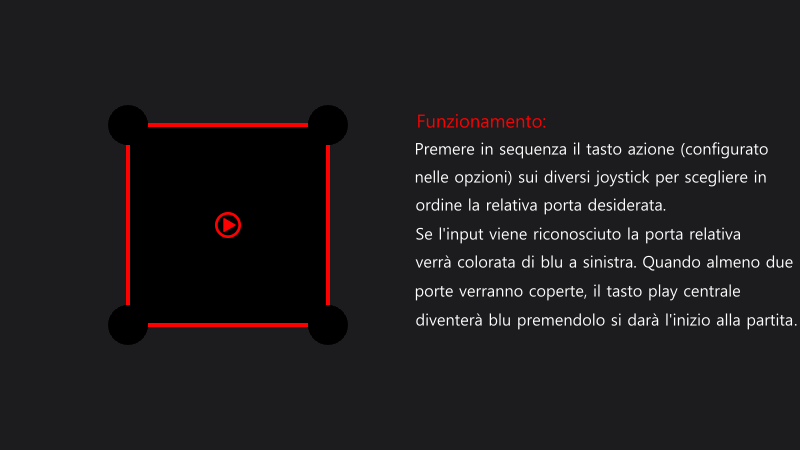 Funzionamento:
Premere in sequenza il tasto azione (configurato
nelle opzioni) sui diversi joystick per scegliere in
ordine la relativa porta desiderata.
Se l'input viene riconosciuto la porta relativa
verrà colorata di blu a sinistra. Quando almeno due
porte verranno coperte, il tasto play centrale
diventerà blu premendolo si darà l'inizio alla partita.